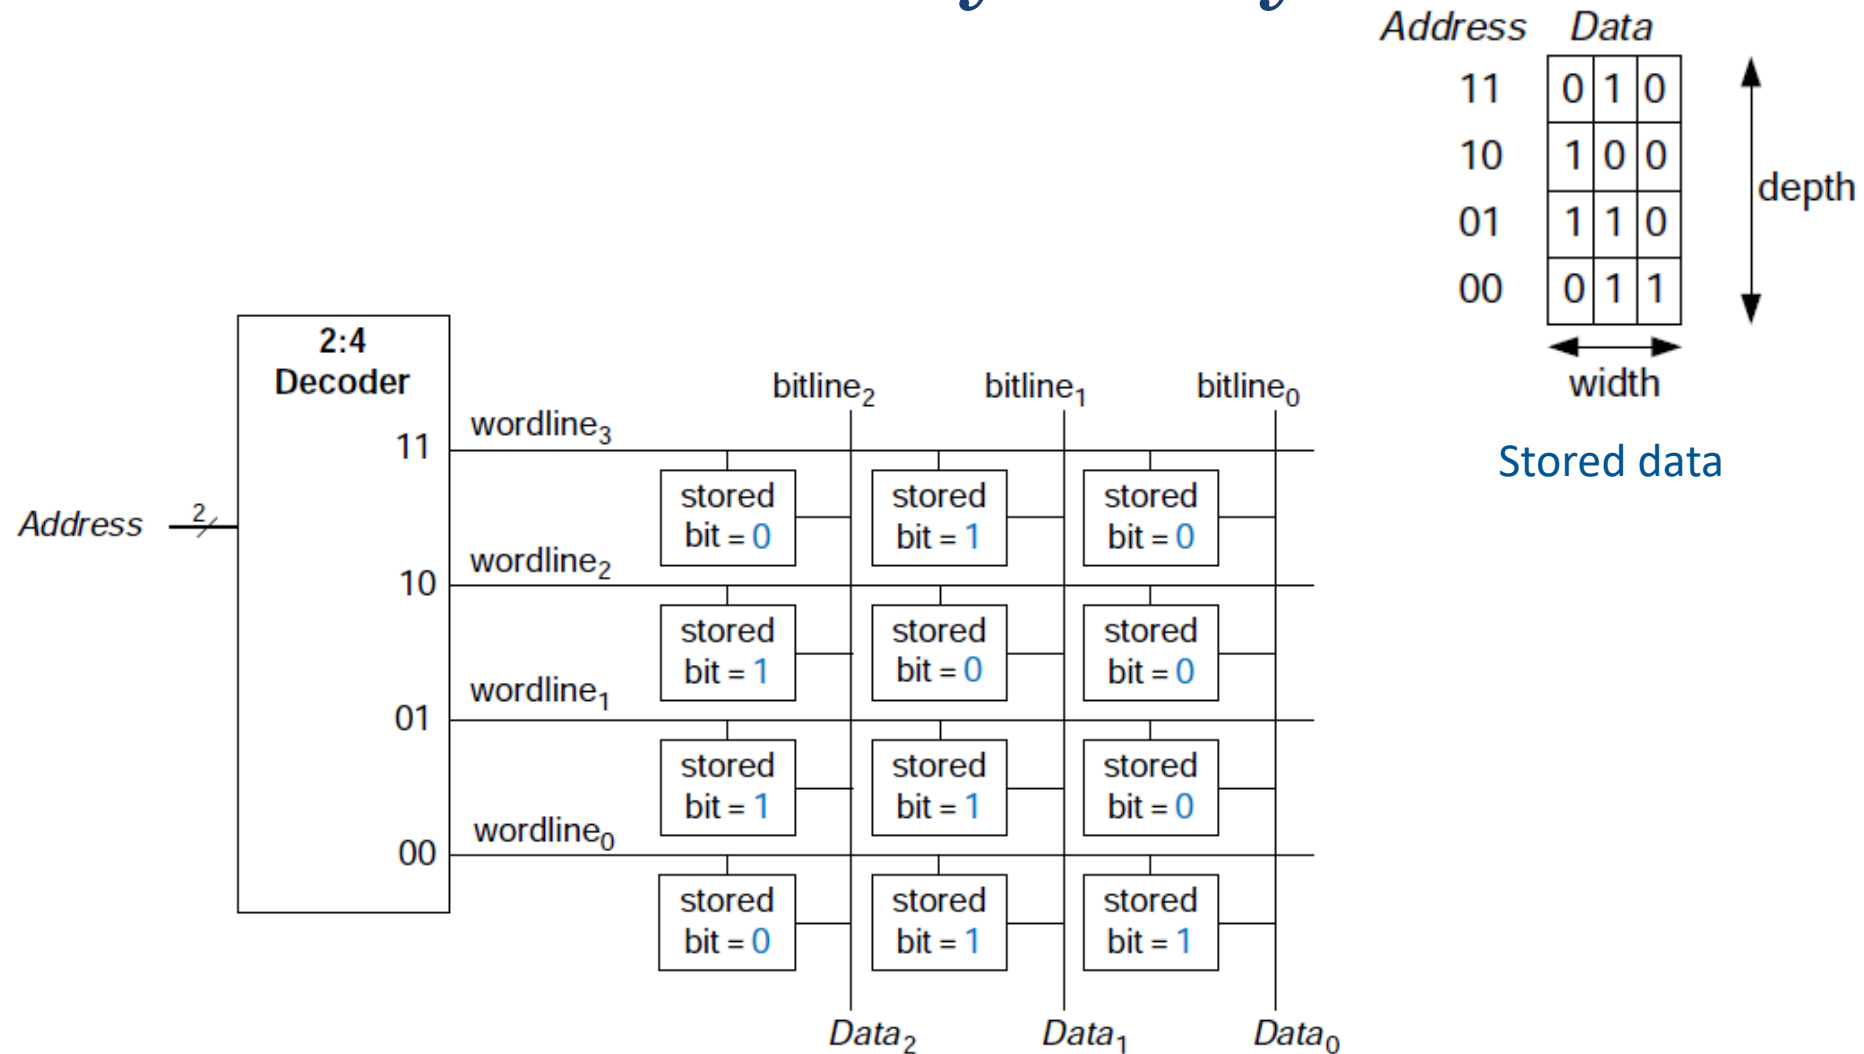 Address Data
11 0 1 0
10 1 0 0
depth
01 1 1 0
00 0 1 1
width
Stored data
2:4
Decoder
bitline2 bitline1 bitline0
wordline3
11
stored stored stored
bit = 0 bit = 1 bit = 0
Address 2
wordline2
10
stored stored stored
bit = 1 bit = 0 bit = 0
wordline1
01
stored stored stored
bit = 1 bit = 1 bit = 0
wordline0
00
stored stored stored
bit = 0 bit = 1 bit = 1
Data2 Data1 Data0